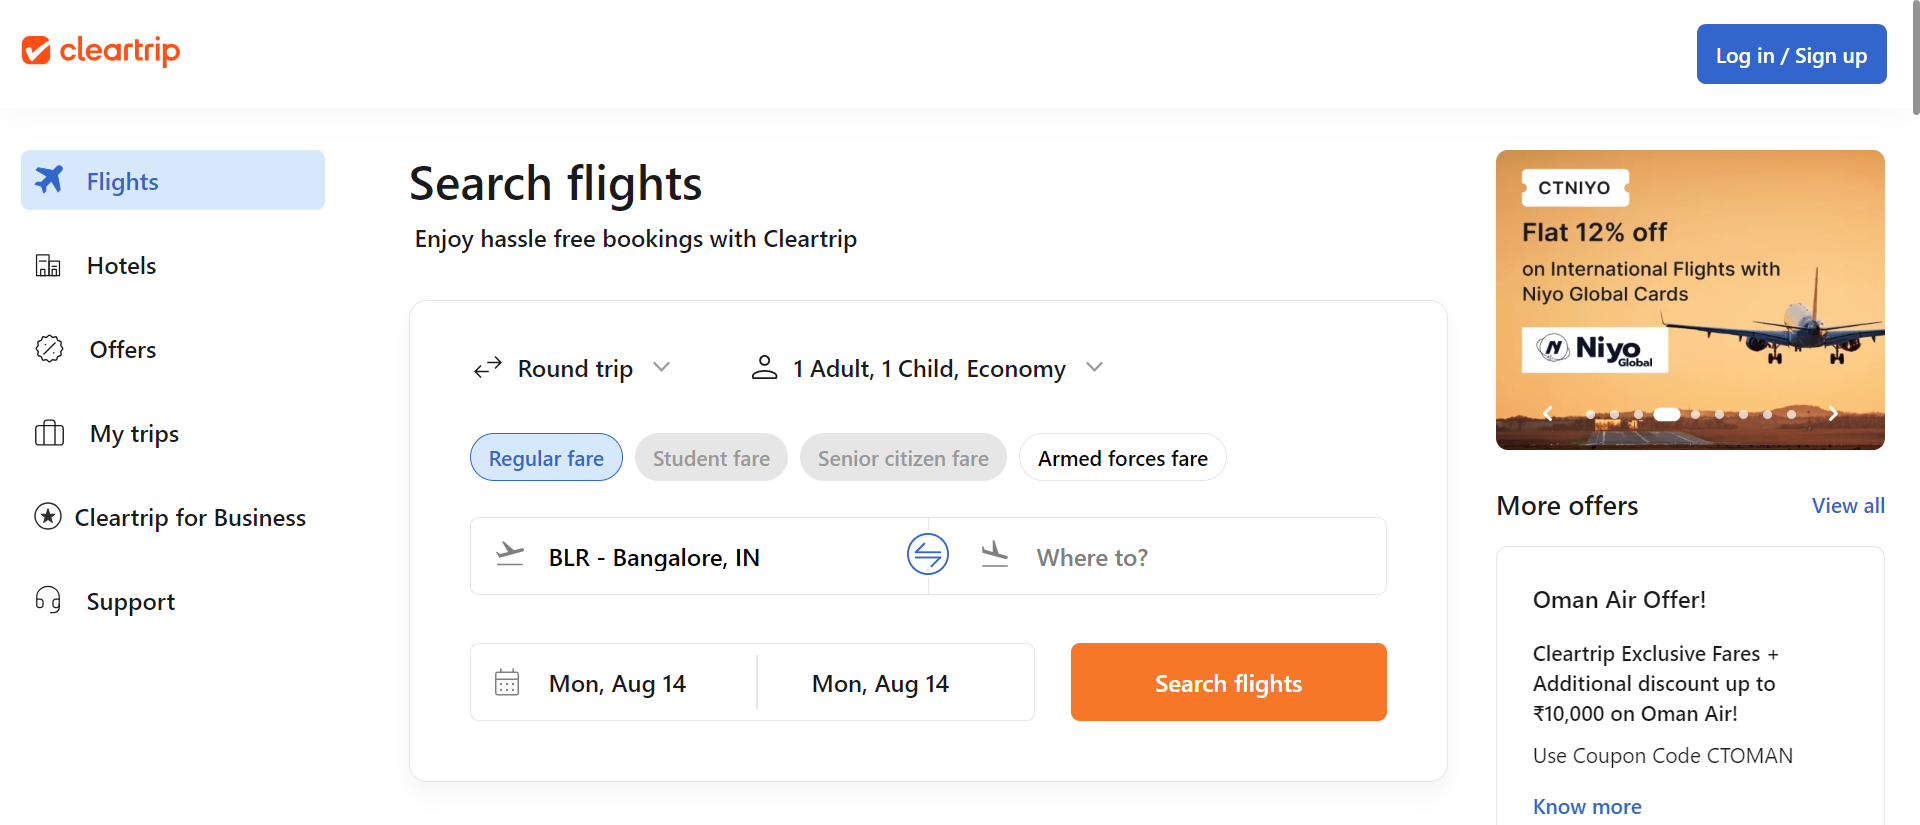 cleartrip
Log in / Sign up
Flights
Hotels
Offers
My trips
Cleartrip for Business
Support
Search flights
Enjoy hassle free bookings with Cleartrip
Round trip
1 Adult, 1 Child, Economy
Regular fare
Student fare
Senior citizen fare
Armed forces fare
BLR - Bangalore, IN
Where to?
Mon, Aug 14
Mon, Aug 14
Search flights
CTNIYO
Flat 12% off
on International Flights with
Niyo Global Cards
Niyo
Global
More offers
View all
Oman Air Offer!
Cleartrip Exclusive Fares +
Additional discount up to
₹10,000 on Oman Air!
Use Coupon Code CTOMAN
Know more